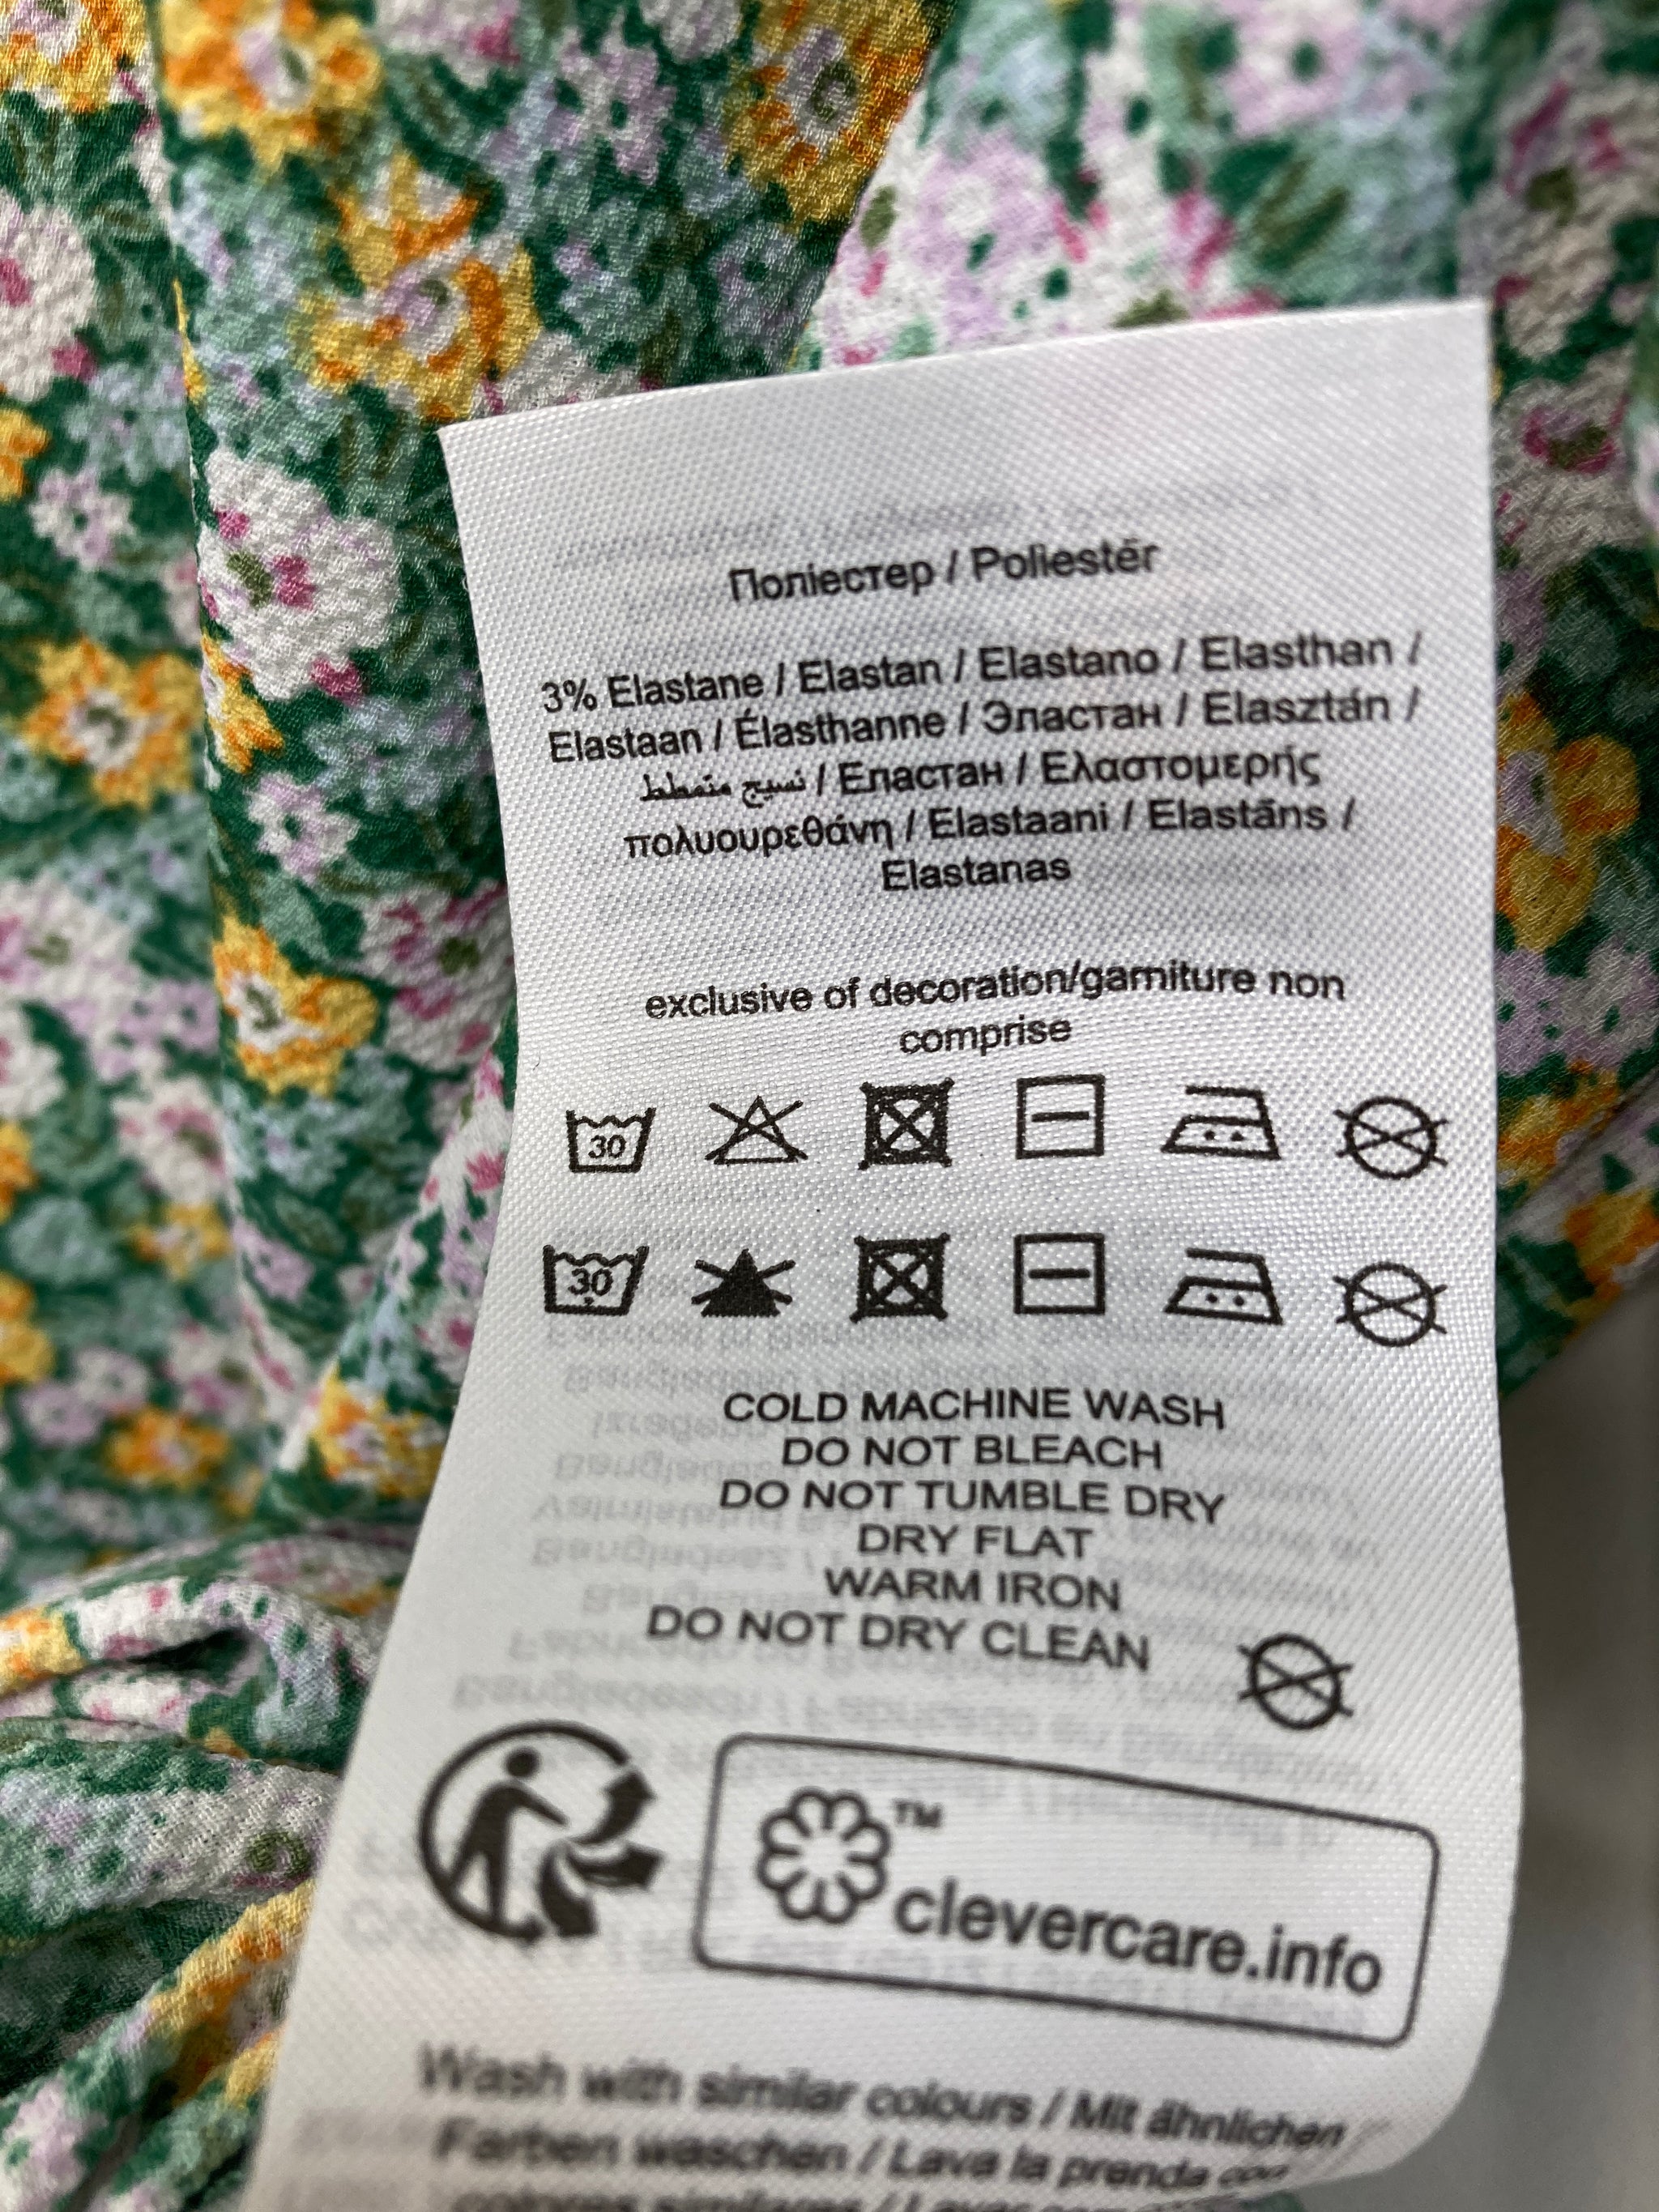 Поліестер / Poliestēr
3% Elastane / Elastan / Elastano / Elasthan /
Elastaan / Élasthanne / Эластан / Elasztán /
نسيج متمطط / Еластан / Ελαστομερής
πολυουρεθάνη / Elastaani / Elastāns /
Elastanas
exclusive of decoration/garniture non
comprise
30
30
COLD MACHINE WASH
DO NOT BLEACH
DO NOT TUMBLE DRY
DRY FLAT
WARM IRON
DO NOT DRY CLEAN
TM
clevercare.info
Wash with similar colours / Mit ähnlichen
Farben waschen / Lava la prenda con
colores similares /